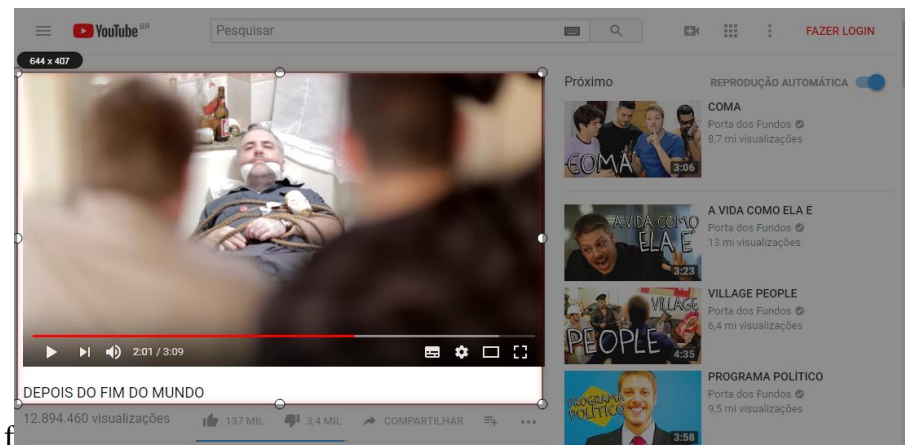 YouTube BR
Pesquisar
FAZER LOGIN
644 x 407
Próximo
REPRODUÇÃO AUTOMÁTICA
COMA
COMA
Porta dos Fundos
8,7 mi visualizações
3:06
A VIDA COMO ELA É
A VIDA COMO ELA É
Porta dos Fundos
13 mi visualizações
3:23
VILLAGE PEOPLE
VILLAGE PEOPLE
Porta dos Fundos
6,4 mi visualizações
4:35
PROGRAMA POLÍTICO
PROGRAMA POLÍTICO
Porta dos Fundos
9,5 mi visualizações
3:58
2:01 / 3:09
DEPOIS DO FIM DO MUNDO
12.894.460 visualizações
137 MIL
3,4 MIL
COMPARTILHAR
f